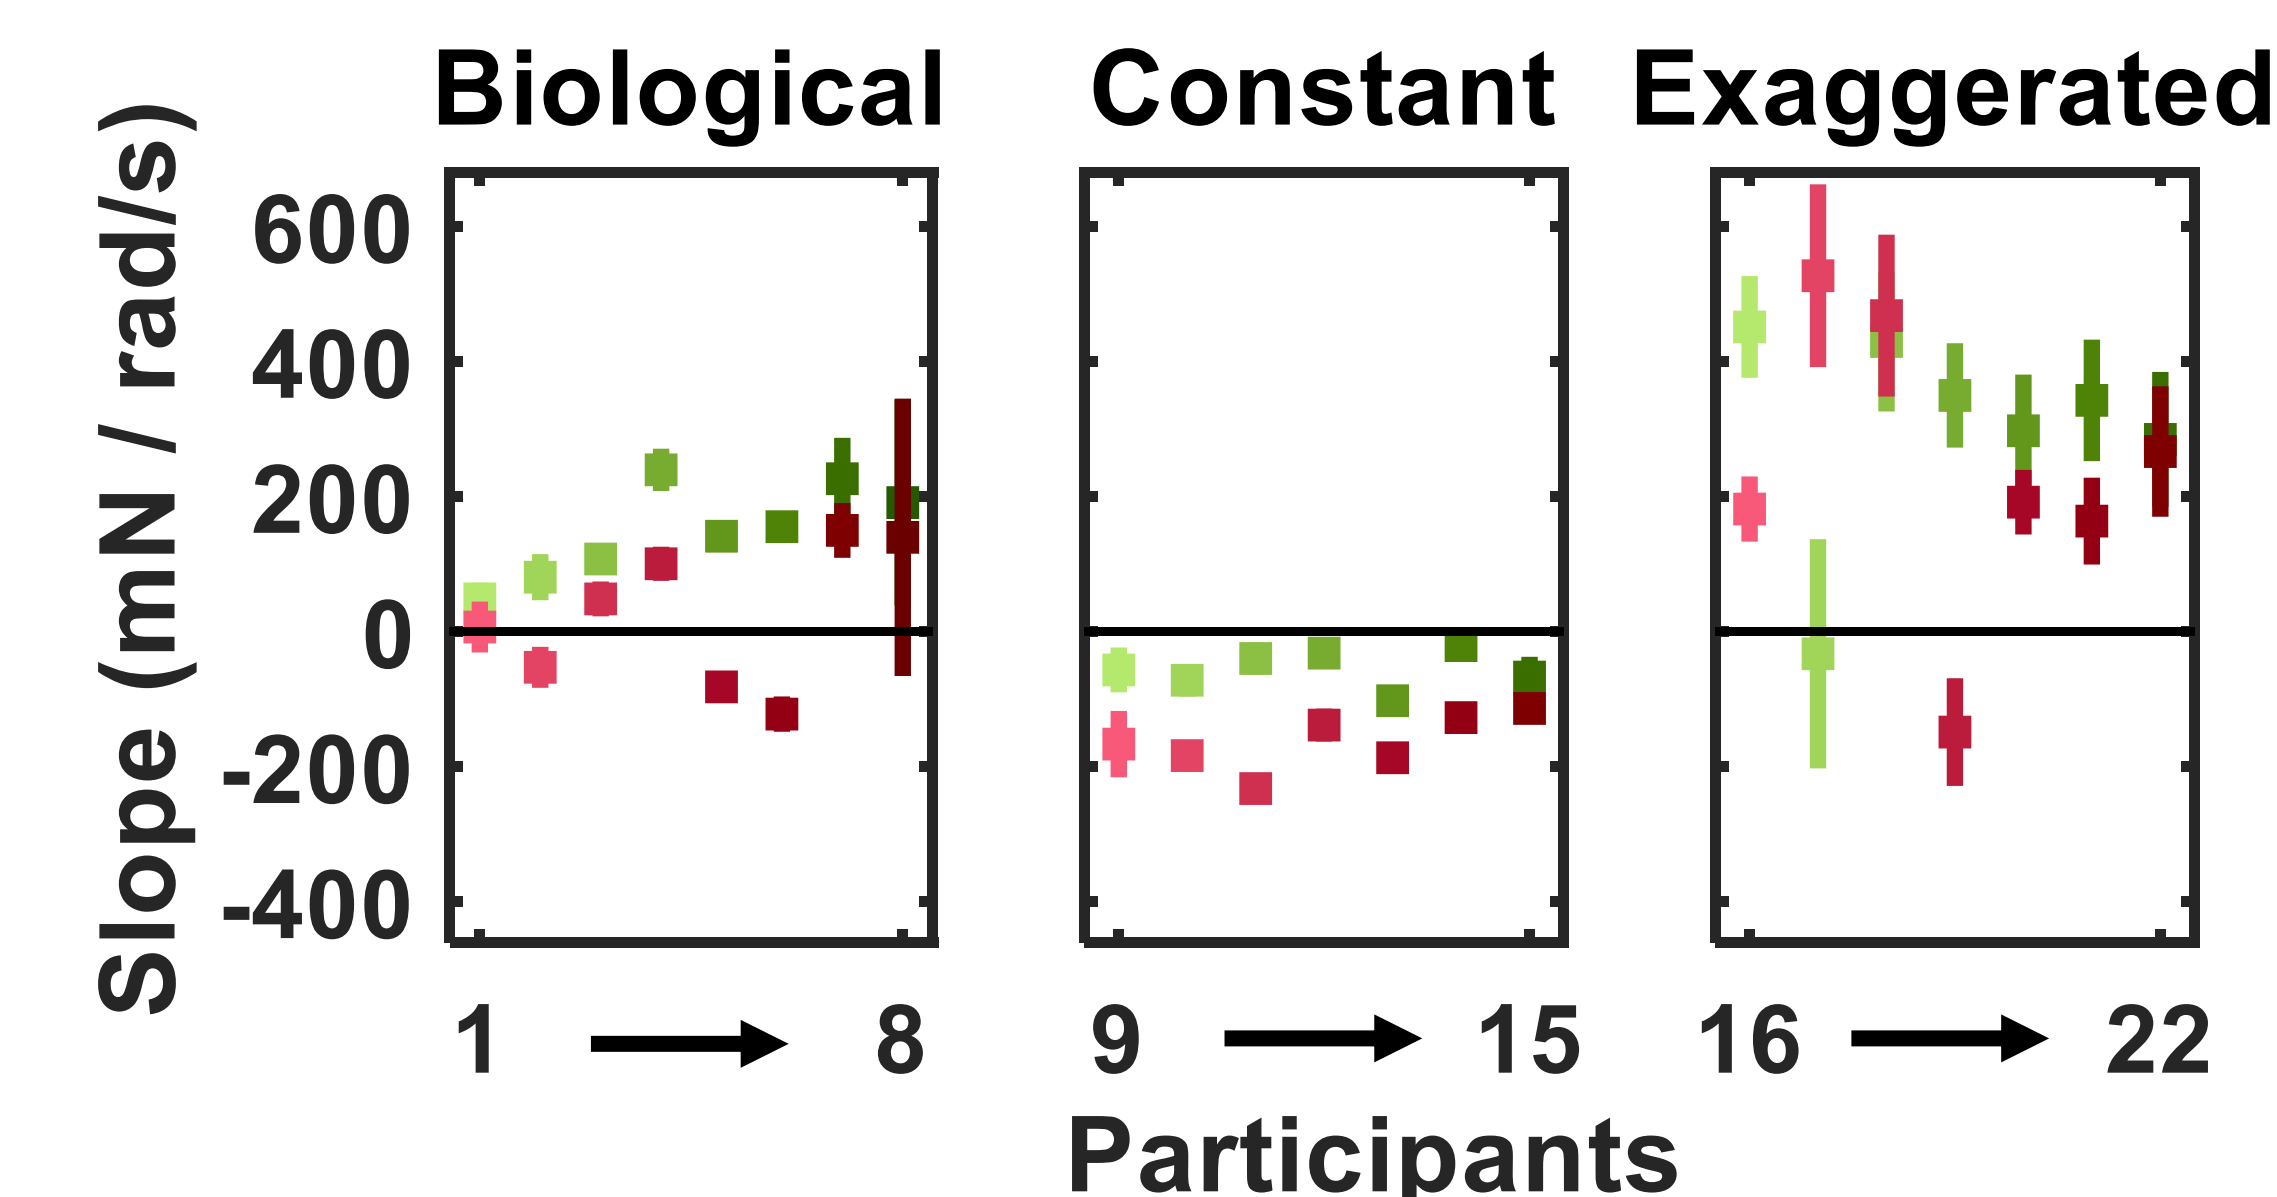 Biological Constant Exaggerated
Slope (mN / rad/s)
600
400
200
0
-200
-400
1 8 9 15 16 22
Participants